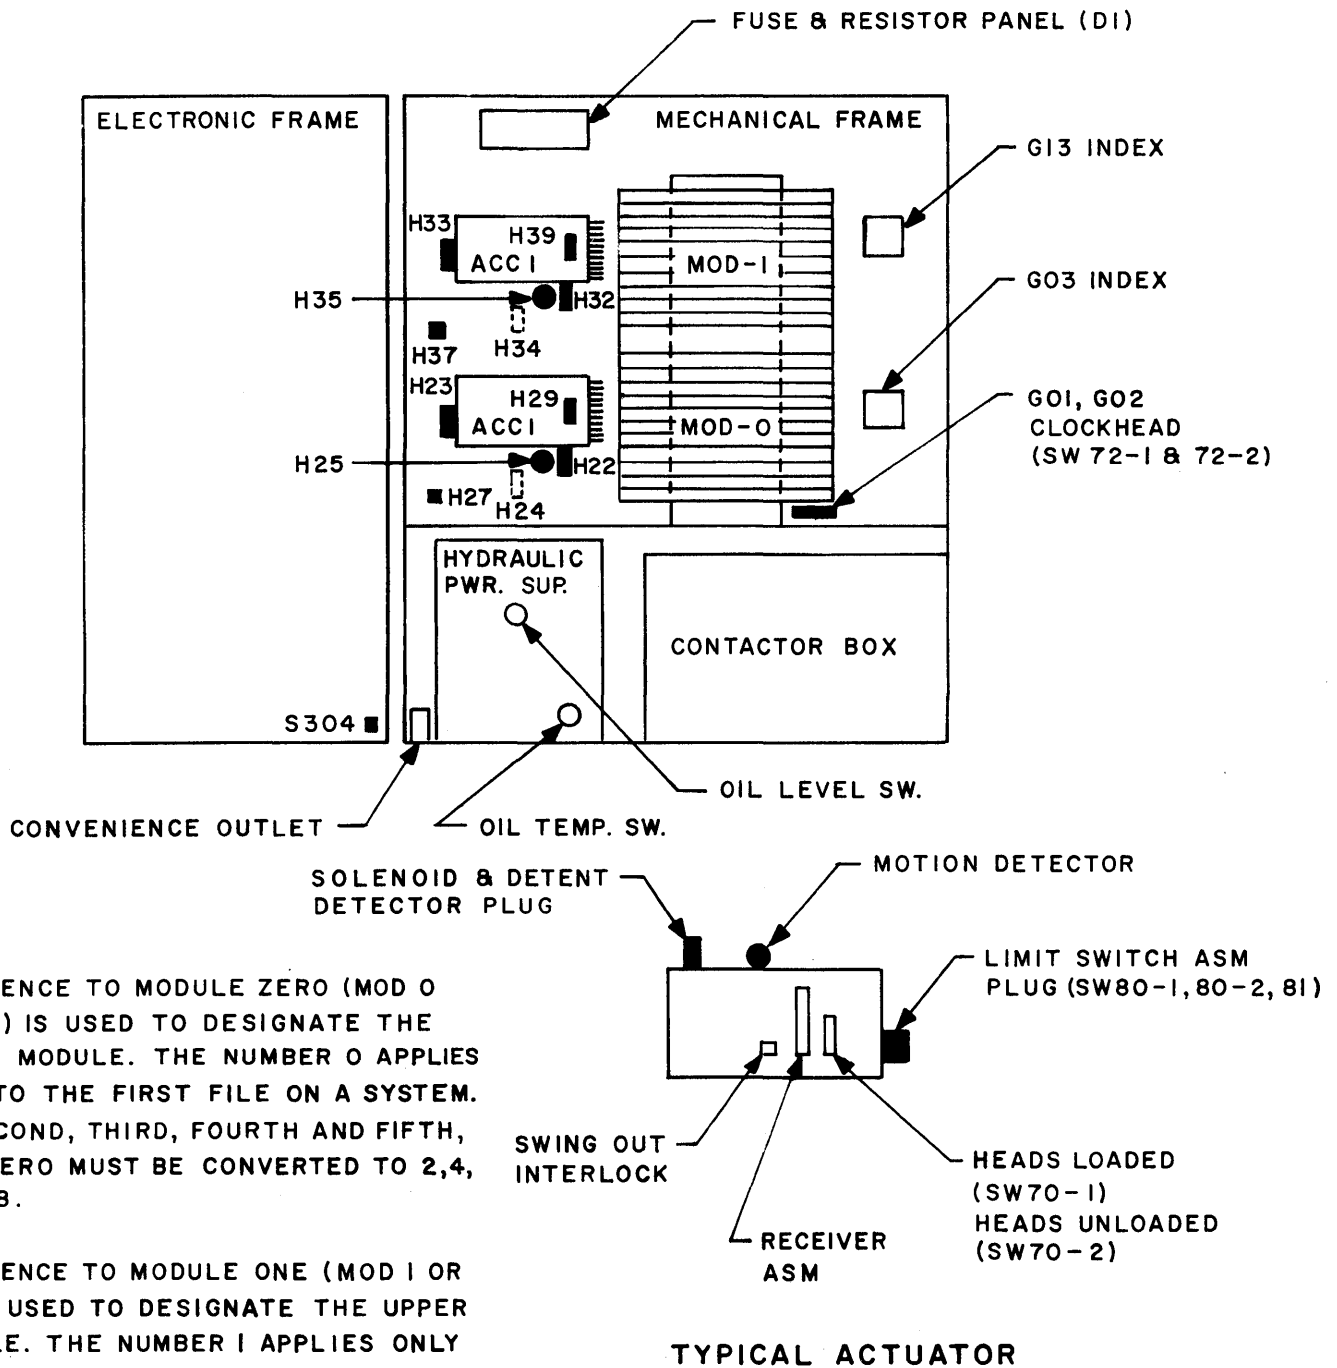 FUSE & RESISTOR PANEL (D1)
ELECTRONIC FRAME
MECHANICAL FRAME
G13 INDEX
H33
H39
ACC 1
MOD-1
H35
H32
G03 INDEX
H34
H37
H23
H29
ACC1
MOD-0
G01, G02
CLOCKHEAD
(SW 72-1 & 72-2)
H25
H22
H27
H24
HYDRAULIC
PWR. SUP.
CONTACTOR BOX
S304
OIL LEVEL SW.
CONVENIENCE OUTLET
OIL TEMP. SW.
SOLENOID & DETENT
DETECTOR PLUG
MOTION DETECTOR
LIMIT SWITCH ASM
PLUG (SW80-1, 80-2, 81)
SWING OUT
INTERLOCK
RECEIVER
ASM
HEADS LOADED
(SW70-1)
HEADS UNLOADED
(SW70-2)
TYPICAL ACTUATOR
ENCE TO MODULE ZERO (MOD 0
) IS USED TO DESIGNATE THE
MODULE. THE NUMBER 0 APPLIES
TO THE FIRST FILE ON A SYSTEM.
COND, THIRD, FOURTH AND FIFTH,
ERO MUST BE CONVERTED TO 2,4,
ENCE TO MODULE ONE (MOD 1 OR
USED TO DESIGNATE THE UPPER
LE. THE NUMBER 1 APPLIES ONLY